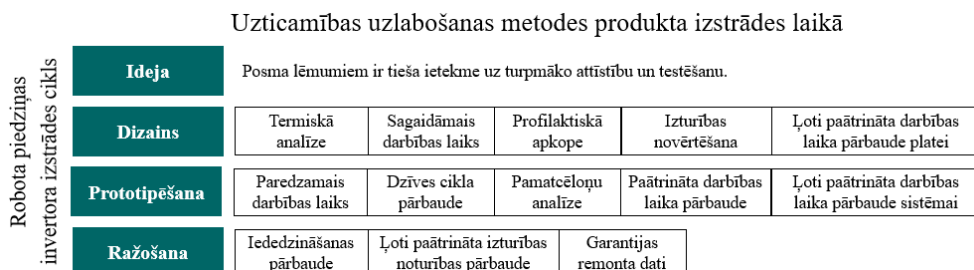 Uzticamības uzlabošanas metodes produkta izstrādes laikā
Robota piedziņas
invertora izstrādes cikls
Ideja
Posma lēmumiem ir tieša ietekme uz turpmāko attīstību un testēšanu.
Dizains
Termiskā
analīze
Sagaidāmais
darbības laiks
Profilaktiskā
apkope
Izturības
novērtēšana
Ļoti paātrināta darbības
laika pārbaude platei
Prototipēšana
Paredzamais
darbības laiks
Dzīves cikla
pārbaude
Pamatcēloņu
analīze
Paātrināta darbības
laika pārbaude
Ļoti paātrināta darbības
laika pārbaude sistēmai
Ražošana
Iededzināšanas
pārbaude
Ļoti paātrināta izturības
noturības pārbaude
Garantijas
remonta dati